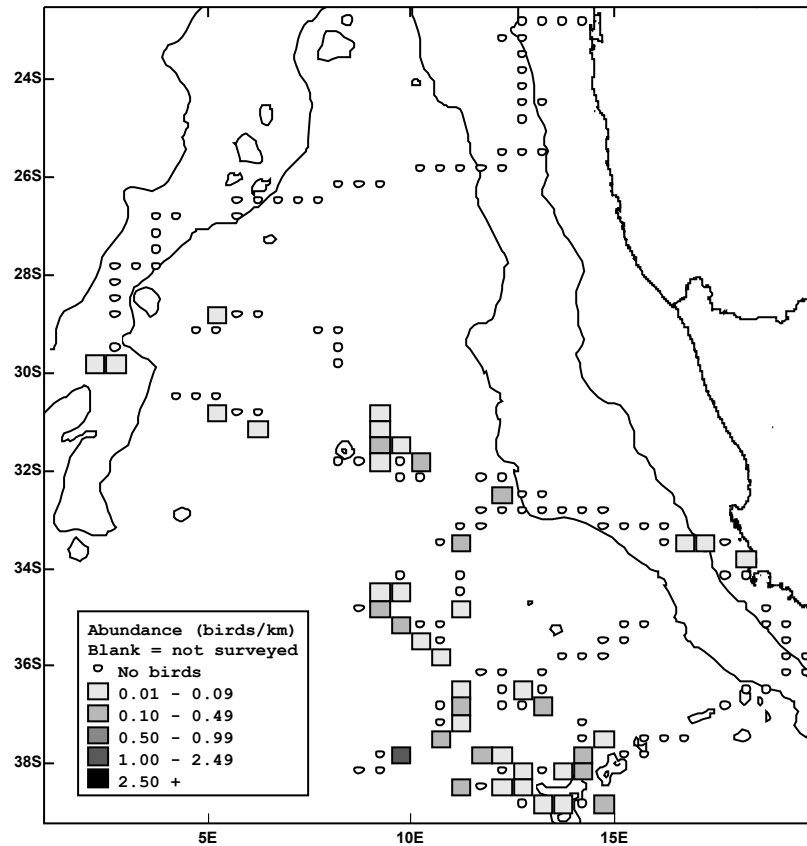 24S
26S
28S
30S
32S
34S
36S
38S
Abundance (birds/km)
Blank = not surveyed
No birds
0.01 - 0.09
0.10 - 0.49
0.50 - 0.99
1.00 - 2.49
2.50 +
5E
10E
15E